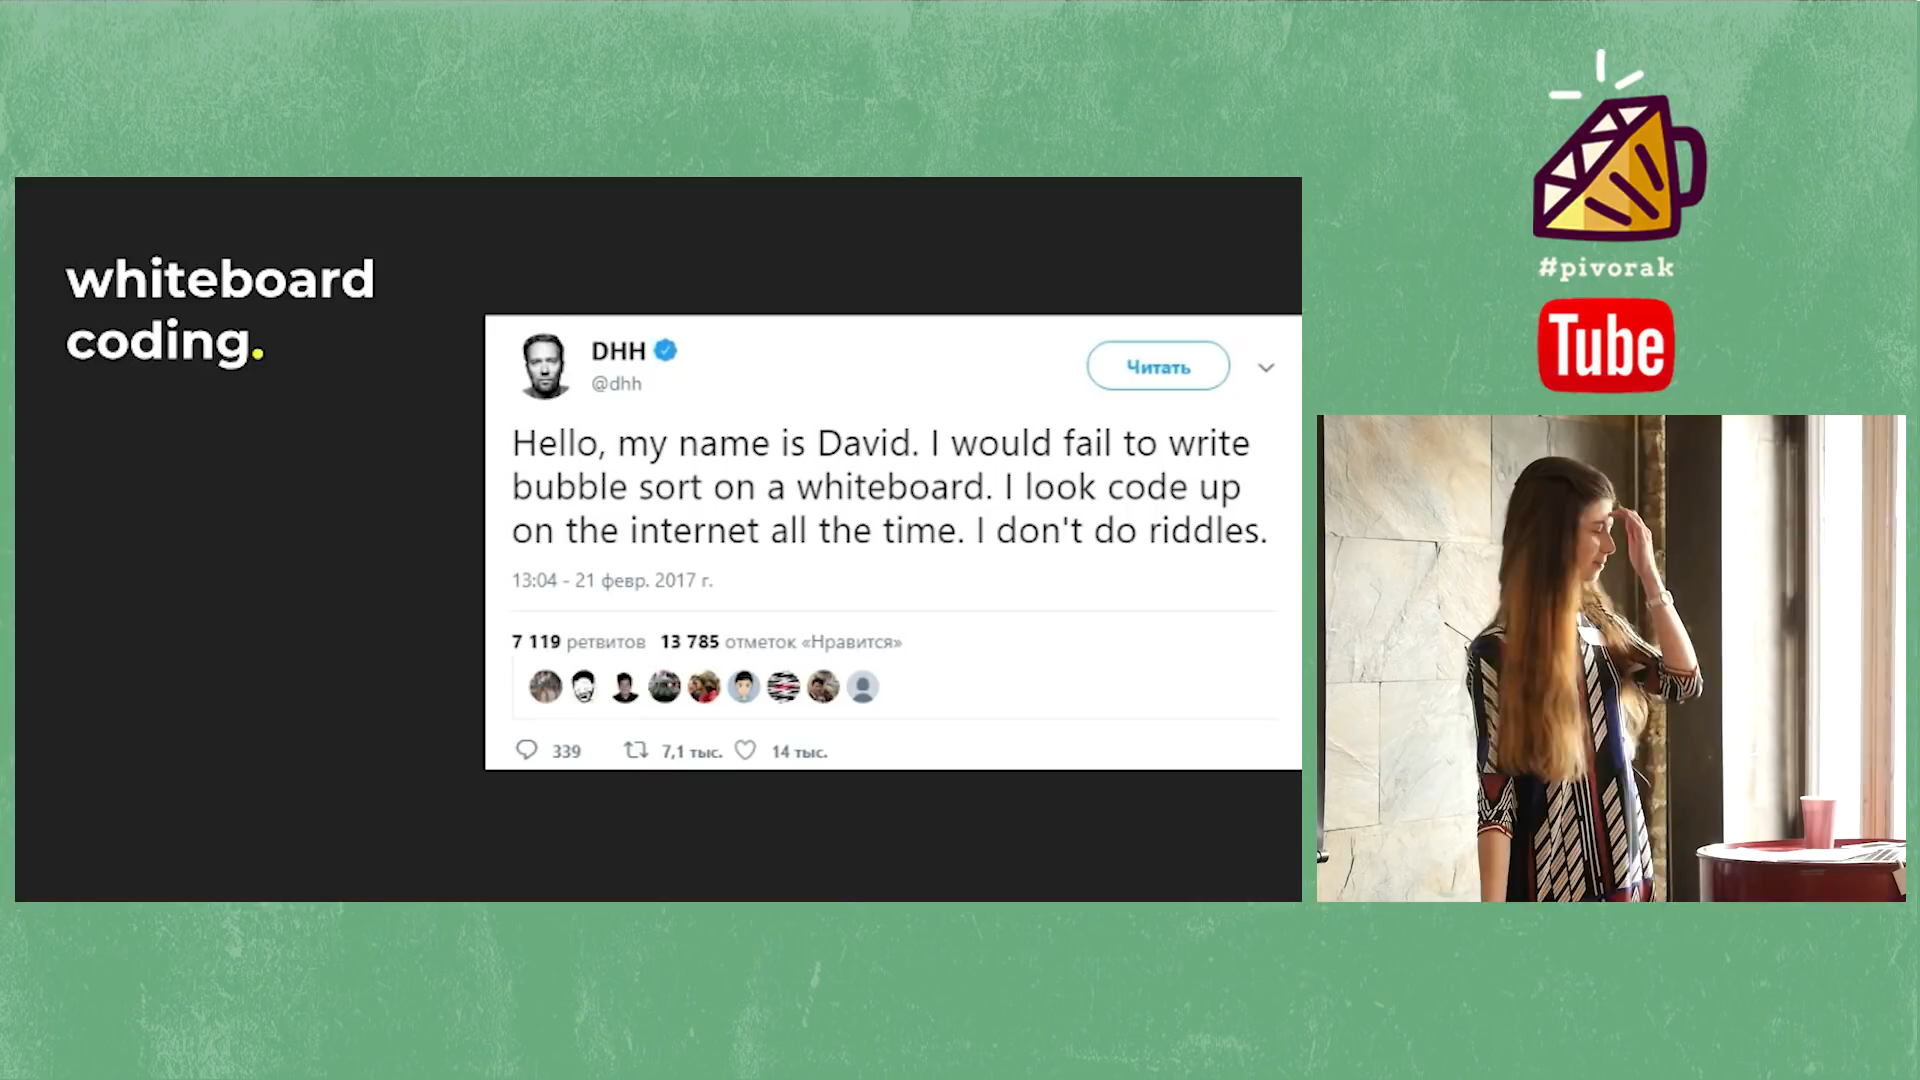 whiteboard
coding.
DHH
@dhh
Читать
Hello, my name is David. I would fail to write
bubble sort on a whiteboard. I look code up
on the internet all the time. I don't do riddles.
13:04 - 21 февр. 2017 г.
7 119 ретвитов 13 785 отметок «Нравится»
339 7,1 тыс. 14 тыс.
#pivorak
Tube